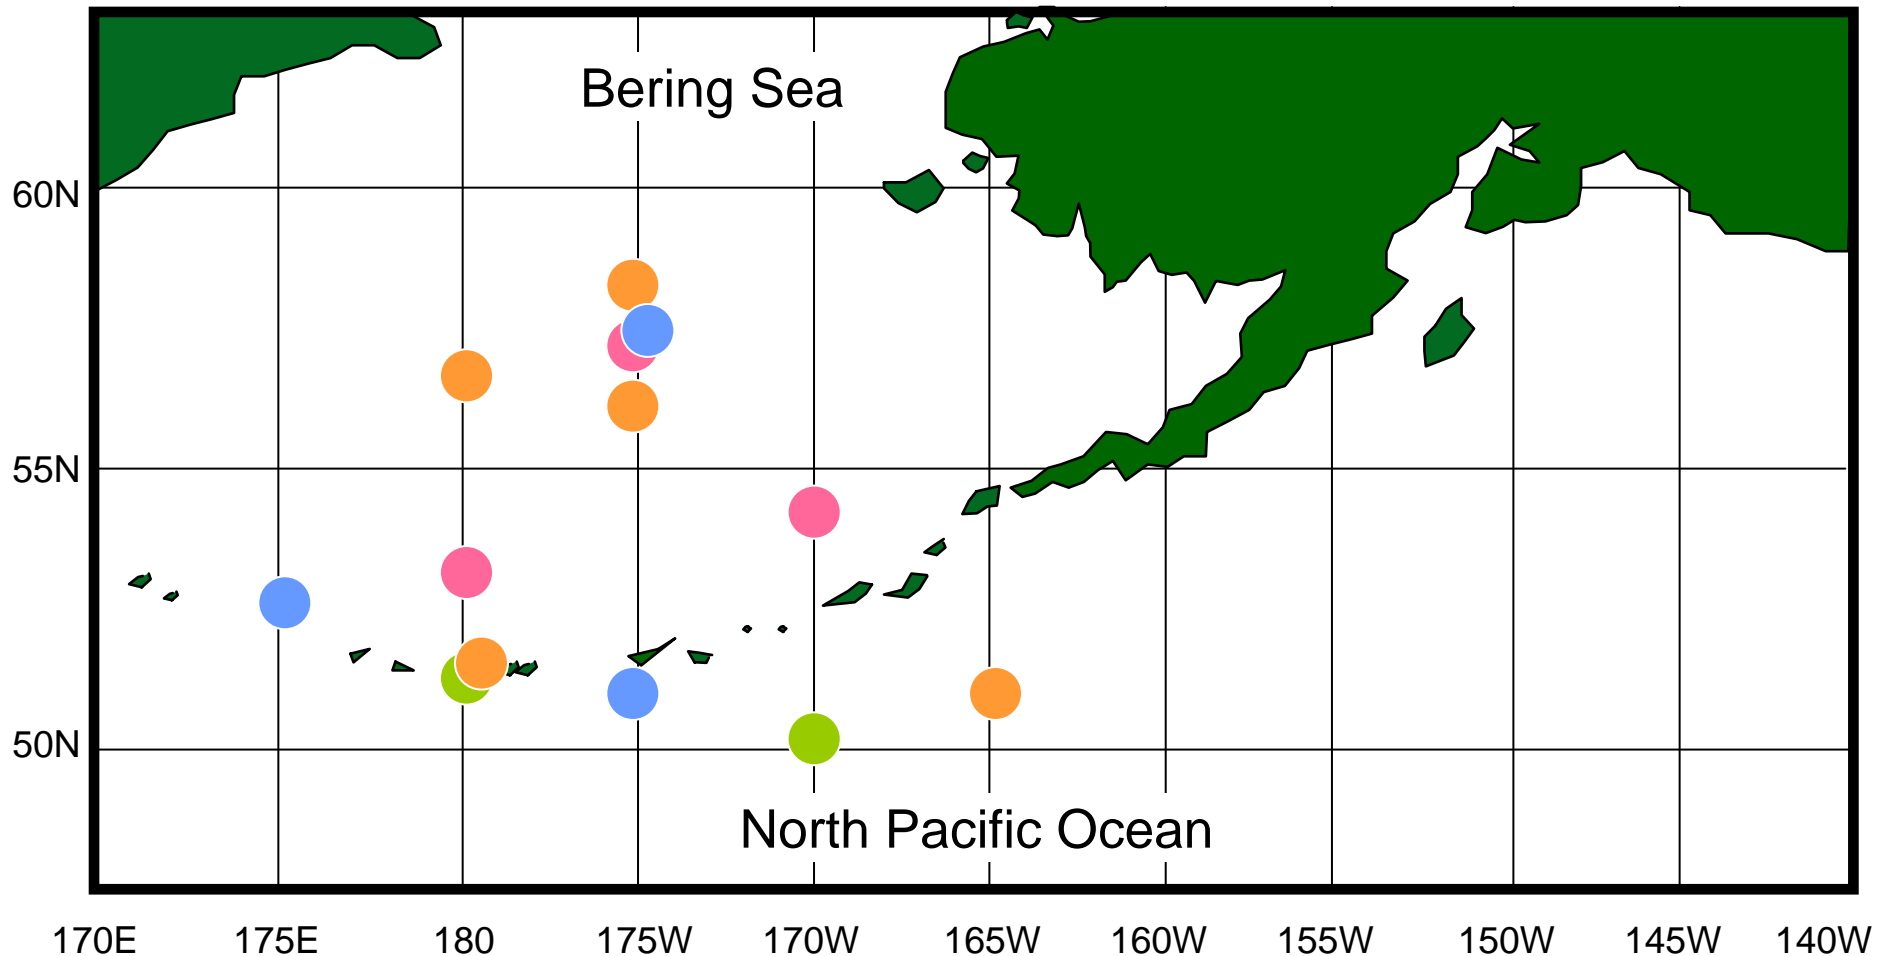 Bering Sea
60N
55N
50N
North Pacific Ocean
170E 175E 180 175W 170W 165W 160W 155W 150W 145W 140W